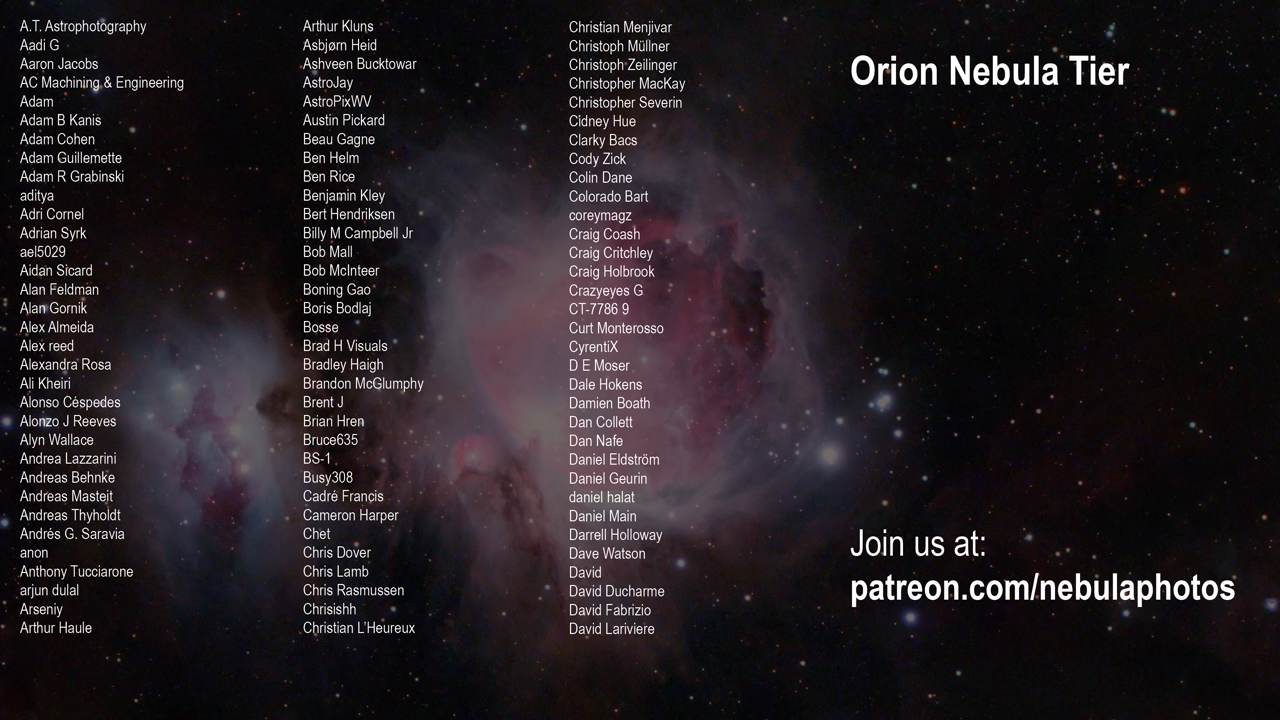 A.T. Astrophotography
Aadi G
Aaron Jacobs
AC Machining & Engineering
Adam
Adam B Kanis
Adam Cohen
Adam Guillemette
Adam R Grabinski
aditya
Adri Cornel
Adrian Syrk
ael5029
Aidan Sicard
Alan Feldman
Alan Gornik
Alex Almeida
Alex reed
Alexandra Rosa
Ali Kheiri
Alonso Céspedes
Alonzo J Reeves
Alyn Wallace
Andrea Lazzarini
Andreas Behnke
Andreas Masteit
Andreas Thyholdt
Andrés G. Saravia
anon
Anthony Tucciarone
arjun dulal
Arseniy
Arthur Haule
Arthur Kluns
Asbjørn Heid
Ashveen Bucktowar
AstroJay
AstroPixWV
Austin Pickard
Beau Gagne
Ben Helm
Ben Rice
Benjamin Kley
Bert Hendriksen
Billy M Campbell Jr
Bob Mall
Bob McInteer
Boning Gao
Boris Bodlaj
Bosse
Brad H Visuals
Bradley Haigh
Brandon McGlumphy
Brent J
Brian Hren
Bruce635
BS-1
Busy308
Cadré Francis
Cameron Harper
Chet
Chris Dover
Chris Lamb
Chris Rasmussen
Chrisishh
Christian L'Heureux
Christian Menjivar
Christoph Müllner
Christoph Zeilinger
Christopher MacKay
Christopher Severin
Cidney Hue
Clarky Bacs
Cody Zick
Colin Dane
Colorado Bart
coreymagz
Craig Coash
Craig Critchley
Craig Holbrook
Crazyeyes G
CT-7786 9
Curt Monterosso
CyrentiX
D E Moser
Dale Hokens
Damien Boath
Dan Collett
Dan Nafe
Daniel Eldström
Daniel Geurin
daniel halat
Daniel Main
Darrell Holloway
Dave Watson
David
David Ducharme
David Fabrizio
David Lariviere
Orion Nebula Tier
Join us at:
patreon.com/nebulaphotos